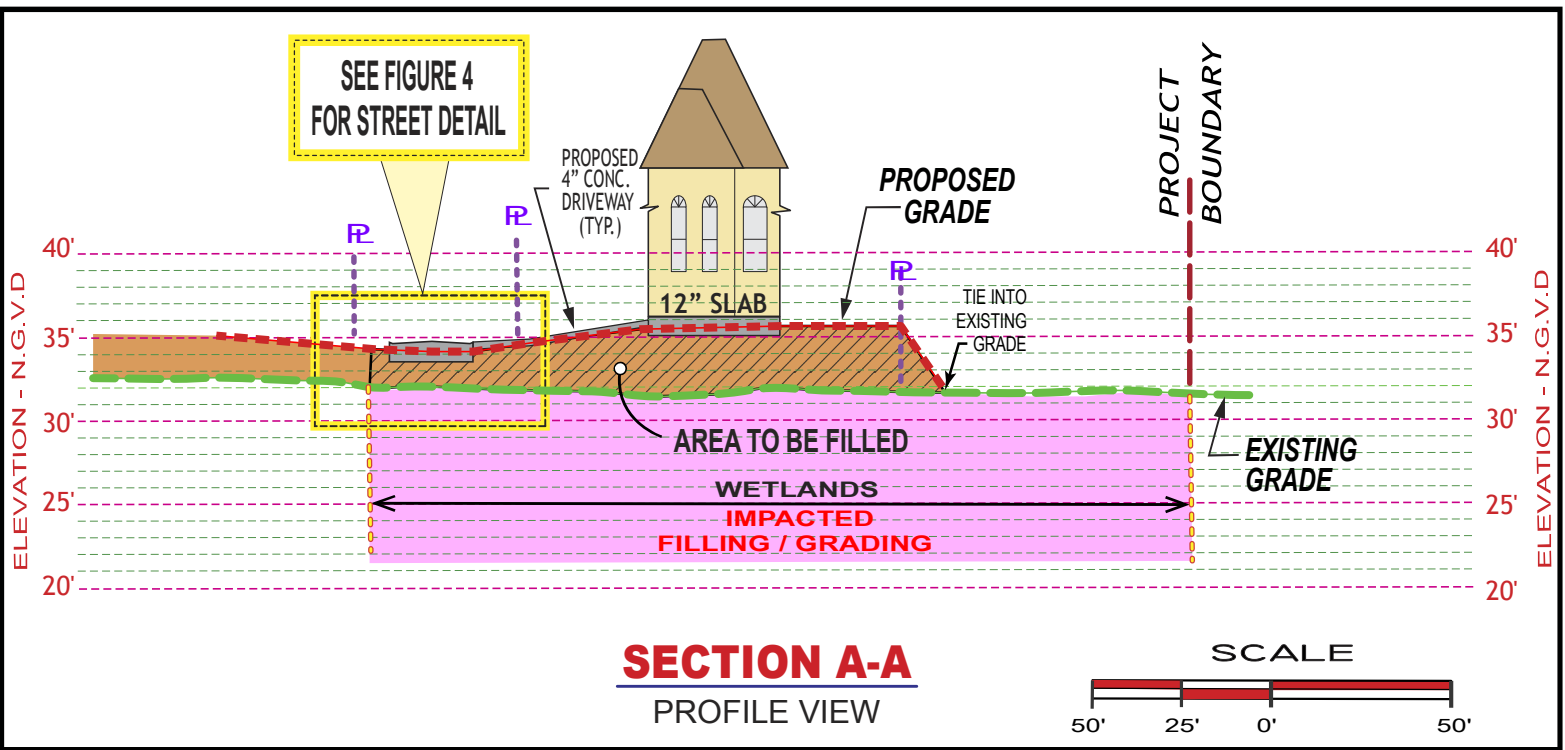 SEE FIGURE 4
FOR STREET DETAIL
PROPOSED
4” CONC.
DRIVEWAY
(TYP.)
PROPOSED
GRADE
PROJECT
BOUNDARY
PL
PL
PL
40'
35'
30'
25'
20'
ELEVATION - N.G.V.D
12” SLAB
TIE INTO
EXISTING
GRADE
AREA TO BE FILLED
EXISTING
GRADE
WETLANDS
IMPACTED
FILLING / GRADING
40'
35'
30'
25'
20'
ELEVATION - N.G.V.D
SECTION A-A
PROFILE VIEW
SCALE
50' 25' 0' 50'